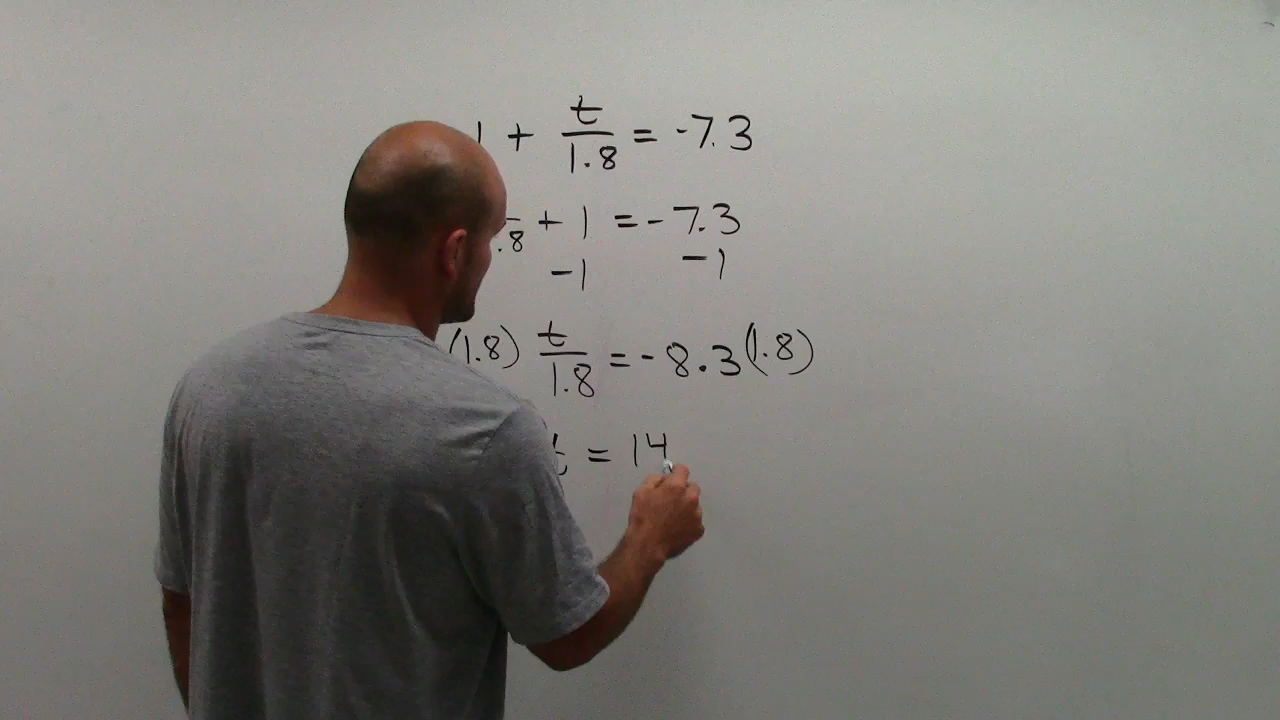 1 + t/1.8 = -7.3
.8 + 1 = -7.3
-1 -1
(1.8) t/1.8 = -8.3(1.8)
t = 14